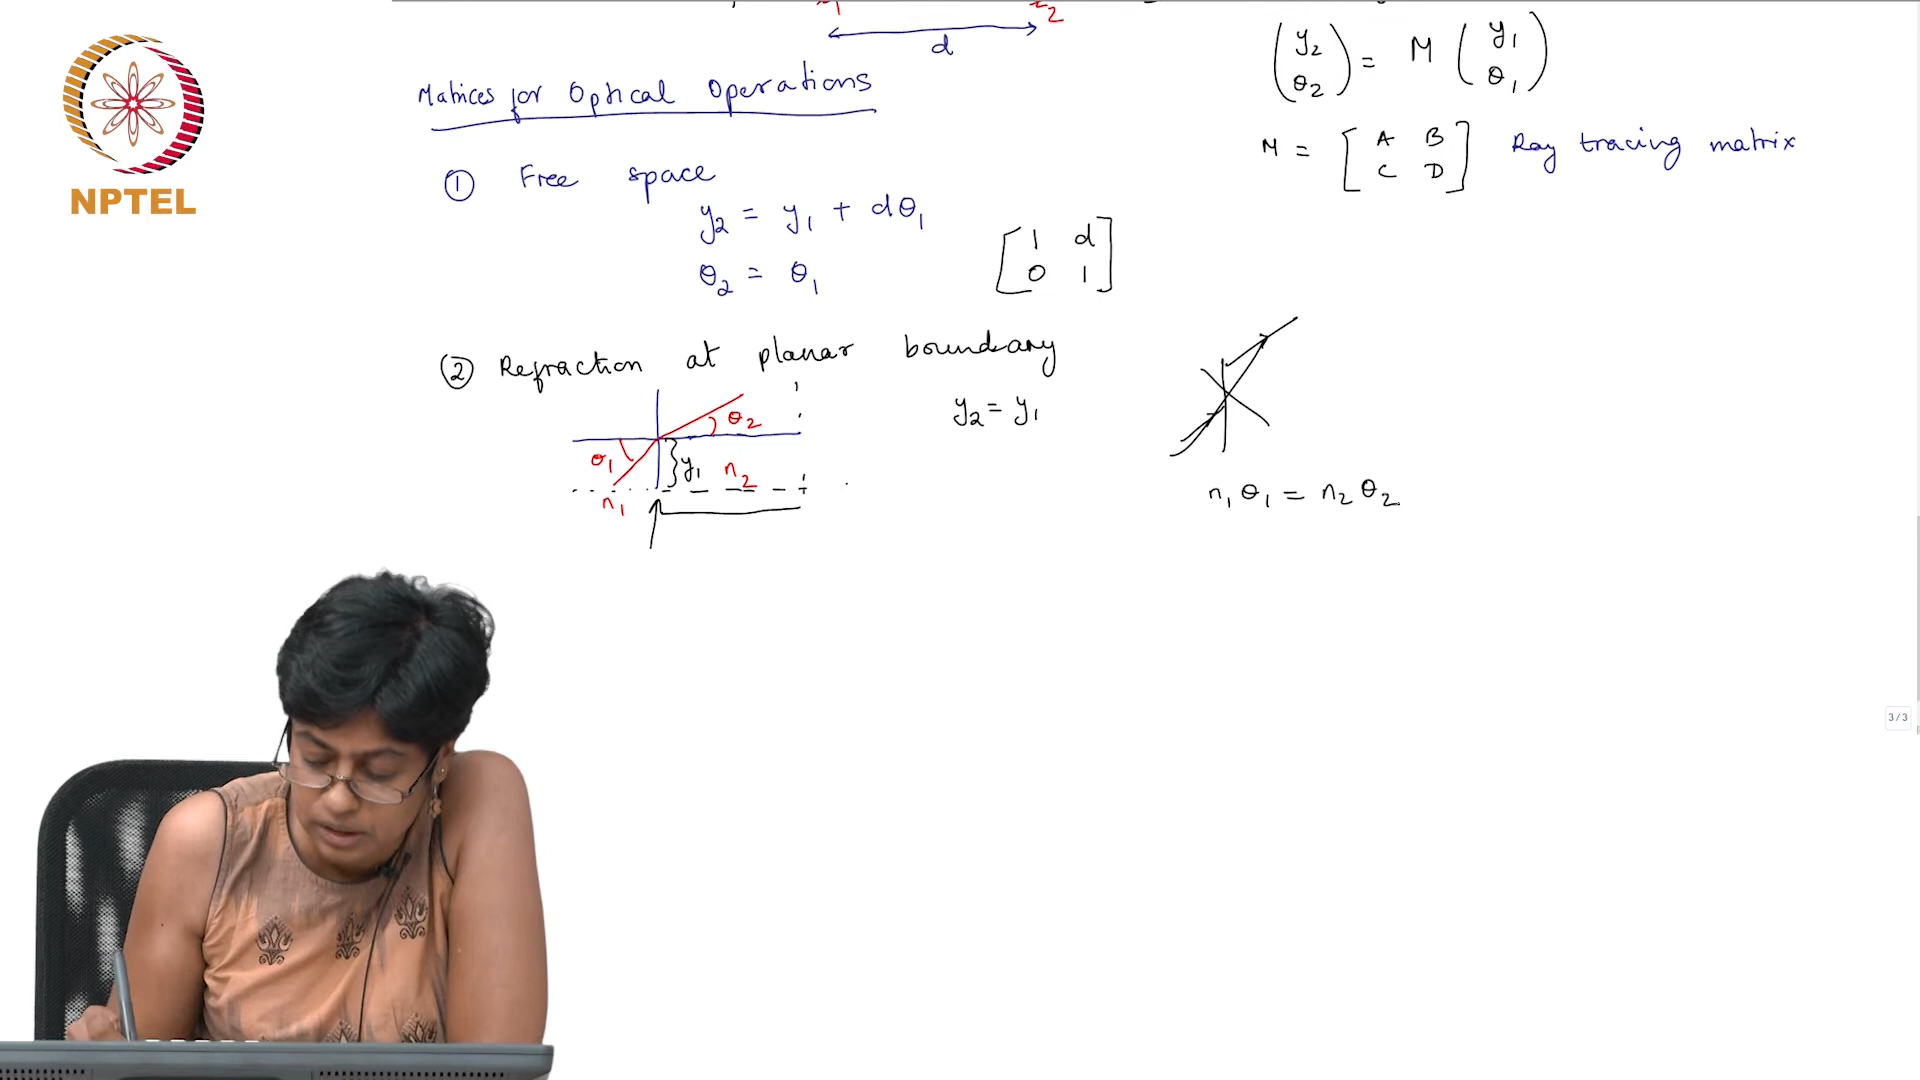 d
NPTEL
Matrices for Optical Operations
(y2 θ2) = M (y1 θ1)
M = [A B C D] Ray tracing matrix
① Free space
y2 = y1 + dθ1
θ2 = θ1
[1 d 0 1]
② Refraction at planar boundary
y2 = y1
θ2
θ1
y1
n2
n1
n1 θ1 = n2 θ2
3/3